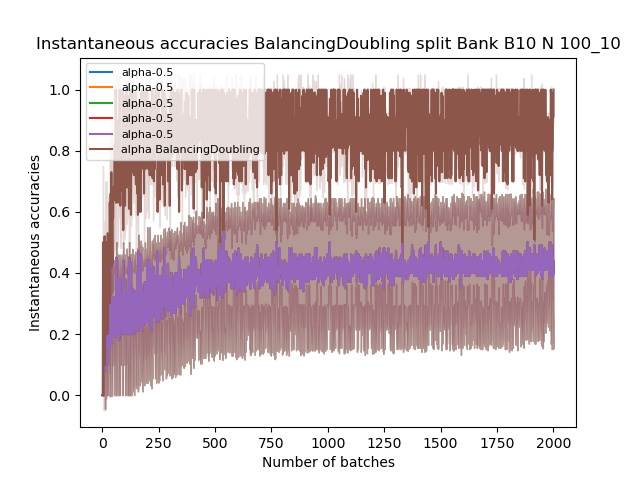 Instantaneous accuracies BalancingDoubling split Bank B10 N 100_10
alpha-0.5
alpha-0.5
alpha-0.5
alpha-0.5
alpha-0.5
alpha BalancingDoubling
1.0
0.8
0.6
0.4
0.2
0.0
Instantaneous accuracies
0 250 500 750 1000 1250 1500 1750 2000
Number of batches